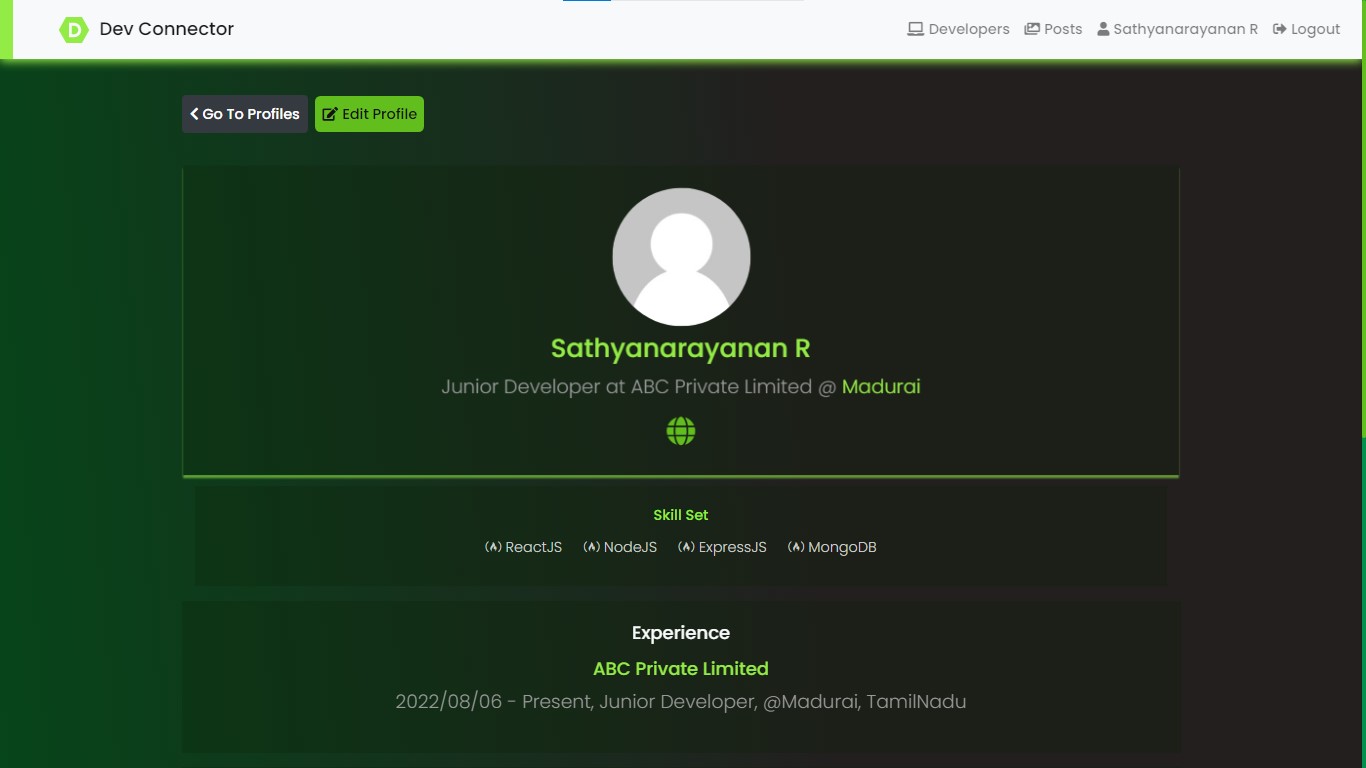 D Dev Connector Developers Posts Sathyanarayanan R Logout
Go To Profiles Edit Profile
Sathyanarayanan R
Junior Developer at ABC Private Limited @ Madurai
Skill Set
ReactJS NodeJS ExpressJS MongoDB
Experience
ABC Private Limited
2022/08/06 - Present, Junior Developer, @Madurai, TamilNadu